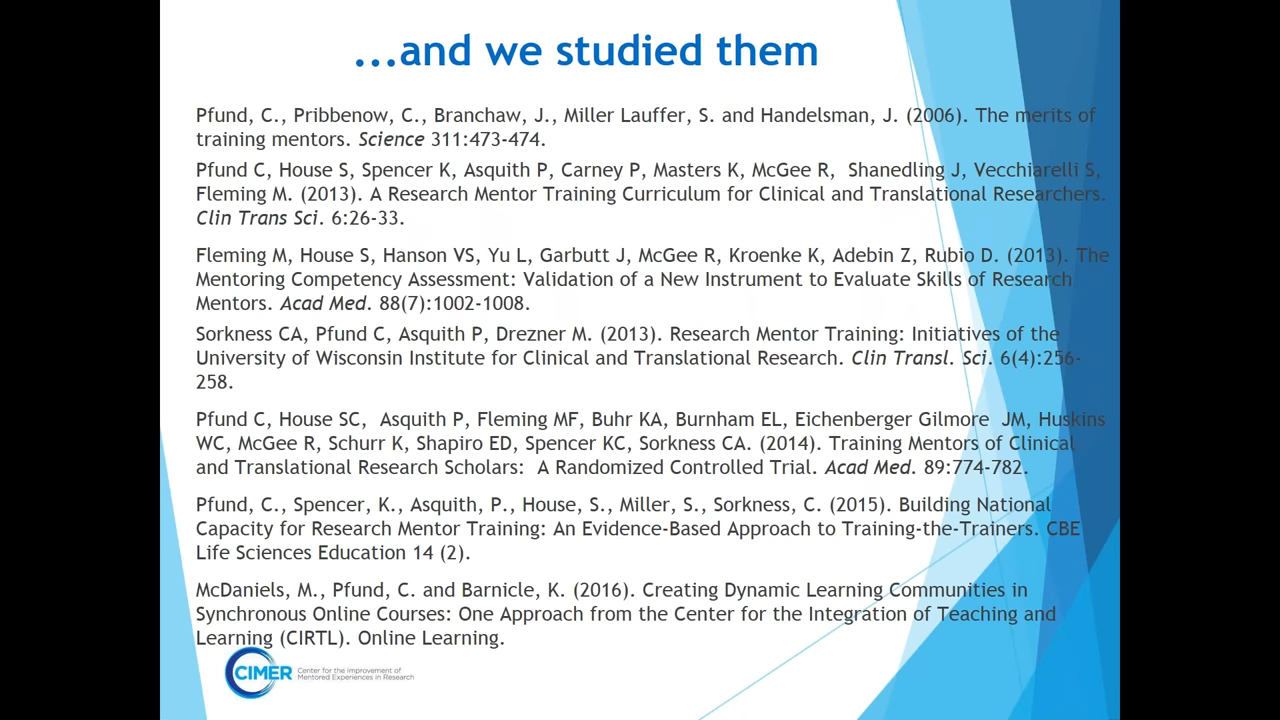 ...and we studied them
Pfund, C., Pribbenow, C., Branchaw, J., Miller Lauffer, S. and Handelsman, J. (2006). The merits of
training mentors. Science 311:473-474.
Pfund C, House S, Spencer K, Asquith P, Carney P, Masters K, McGee R, Shanedling J, Vecchiarelli S,
Fleming M. (2013). A Research Mentor Training Curriculum for Clinical and Translational Researchers.
Clin Trans Sci. 6:26-33.
Fleming M, House S, Hanson VS, Yu L, Garbutt J, McGee R, Kroenke K, Adebin Z, Rubio D. (2013). The
Mentoring Competency Assessment: Validation of a New Instrument to Evaluate Skills of Research
Mentors. Acad Med. 88(7):1002-1008.
Sorkness CA, Pfund C, Asquith P, Drezner M. (2013). Research Mentor Training: Initiatives of the
University of Wisconsin Institute for Clinical and Translational Research. Clin Transl. Sci. 6(4):256-
258.
Pfund C, House SC, Asquith P, Fleming MF, Buhr KA, Burnham EL, Eichenberger Gilmore JM, Huskins
WC, McGee R, Schurr K, Shapiro ED, Spencer KC, Sorkness CA. (2014). Training Mentors of Clinical
and Translational Research Scholars: A Randomized Controlled Trial. Acad Med. 89:774-782.
Pfund, C., Spencer, K., Asquith, P., House, S., Miller, S., Sorkness, C. (2015). Building National
Capacity for Research Mentor Training: An Evidence-Based Approach to Training-the-Trainers. CBE
Life Sciences Education 14 (2).
McDaniels, M., Pfund, C. and Barnicle, K. (2016). Creating Dynamic Learning Communities in
Synchronous Online Courses: One Approach from the Center for the Integration of Teaching and
Learning (CIRTL). Online Learning.
CIMER
Center for the Improvement of
Mentored Experiences in Research